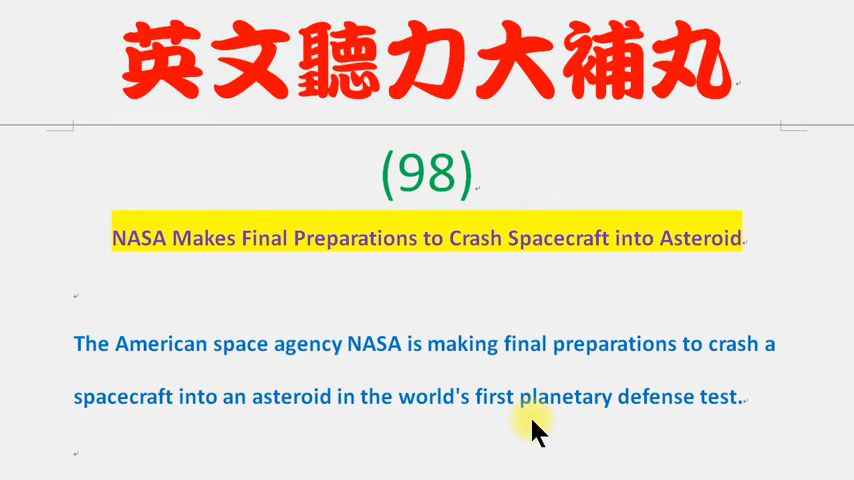 英文聽力大補丸
(98)
NASA Makes Final Preparations to Crash Spacecraft into Asteroid
The American space agency NASA is making final preparations to crash a
spacecraft into an asteroid in the world's first planetary defense test.